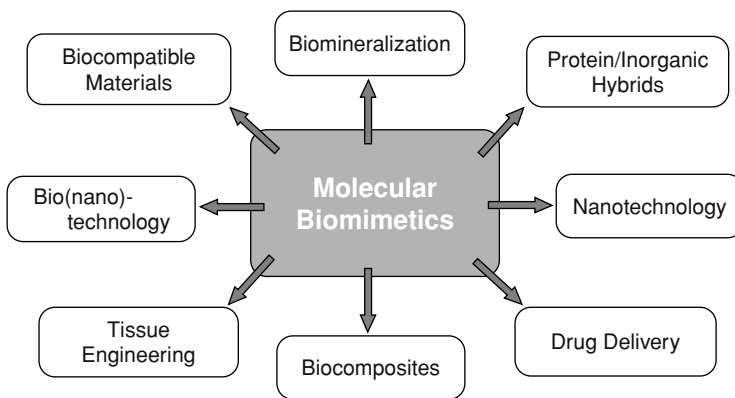 Biomineralization
Biocompatible
Materials
Protein/Inorganic
Hybrids
Molecular
Biomimetics
Bio(nano)-
technology
Nanotechnology
Tissue
Engineering
Biocomposites
Drug Delivery